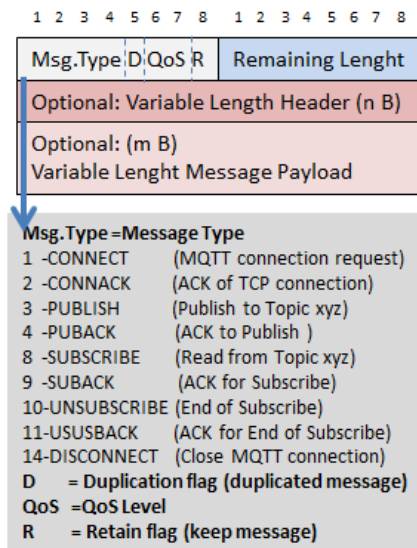 1 2 3 4 5 6 7 8 1 2 3 4 5 6 7 8
Msg.Type D QoS R Remaining Lenght
Optional: Variable Length Header (n B)
Optional: (m B)
Variable Lenght Message Payload
Msg.Type =Message Type
1 -CONNECT (MQTT connection request)
2 -CONNACK (ACK of TCP connection)
3 -PUBLISH (Publish to Topic xyz)
4 -PUBACK (ACK to Publish )
8 -SUBSCRIBE (Read from Topic xyz)
9 -SUBACK (ACK for Subscribe)
10-UNSUBSCRIBE (End of Subscribe)
11-USUSBACK (ACK for End of Subscribe)
14-DISCONNECT (Close MQTT connection)
D = Duplication flag (duplicated message)
QoS =QoS Level
R = Retain flag (keep message)